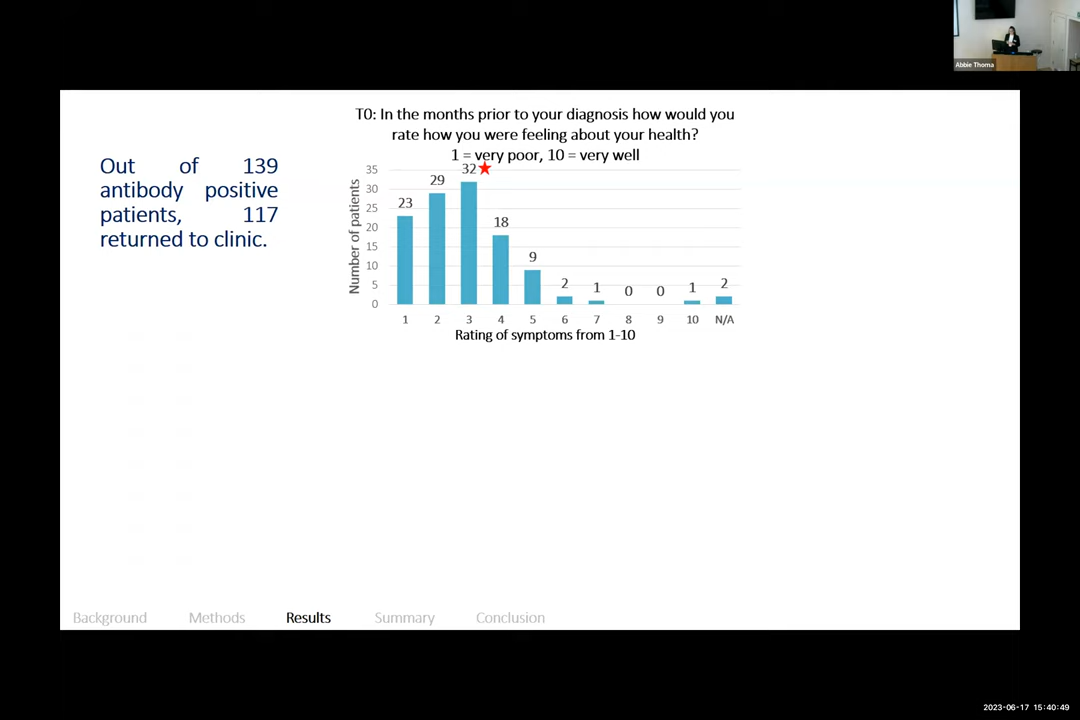 Abbie Thoma
T0: In the months prior to your diagnosis how would you
rate how you were feeling about your health?
1 = very poor, 10 = very well
Out of 139
antibody positive
patients, 117
returned to clinic.
Number of patients
35
30
25
20
15
10
5
0
23
29
32
18
9
2
1
0
0
1
2
1 2 3 4 5 6 7 8 9 10 N/A
Rating of symptoms from 1-10
Background Methods Results Summary Conclusion
2023-06-17 15:40:49